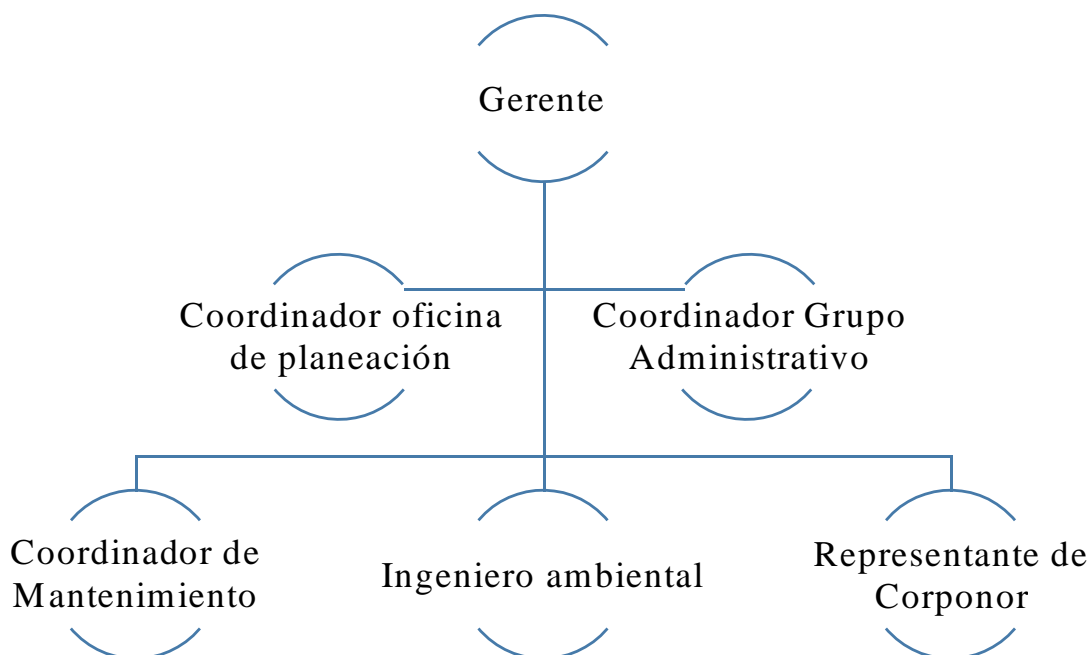 Gerente
Coordinador oficina
de planeación
Coordinador Grupo
Administrativo
Coordinador de
Mantenimiento
Ingeniero ambiental
Representante de
Corponor